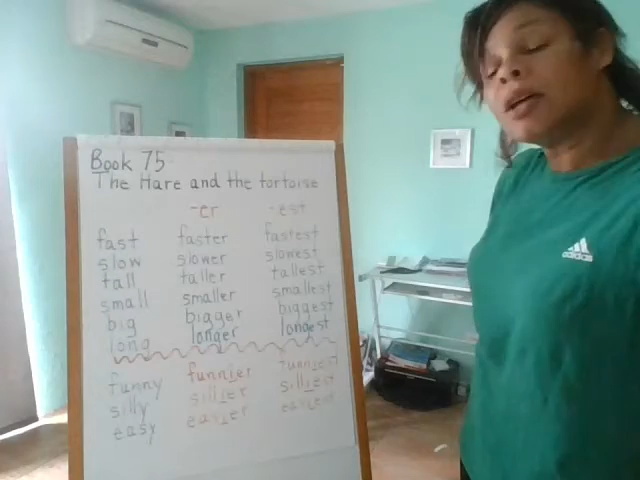 Book 75
The Hare and the tortoise
-er -est
fast faster fastest
slow slower slowest
tall taller tallest
small smaller smallest
big bigger biggest
long longer longest
funny funnier funniest
silly sillier silliest
easy easier easiest
adidas